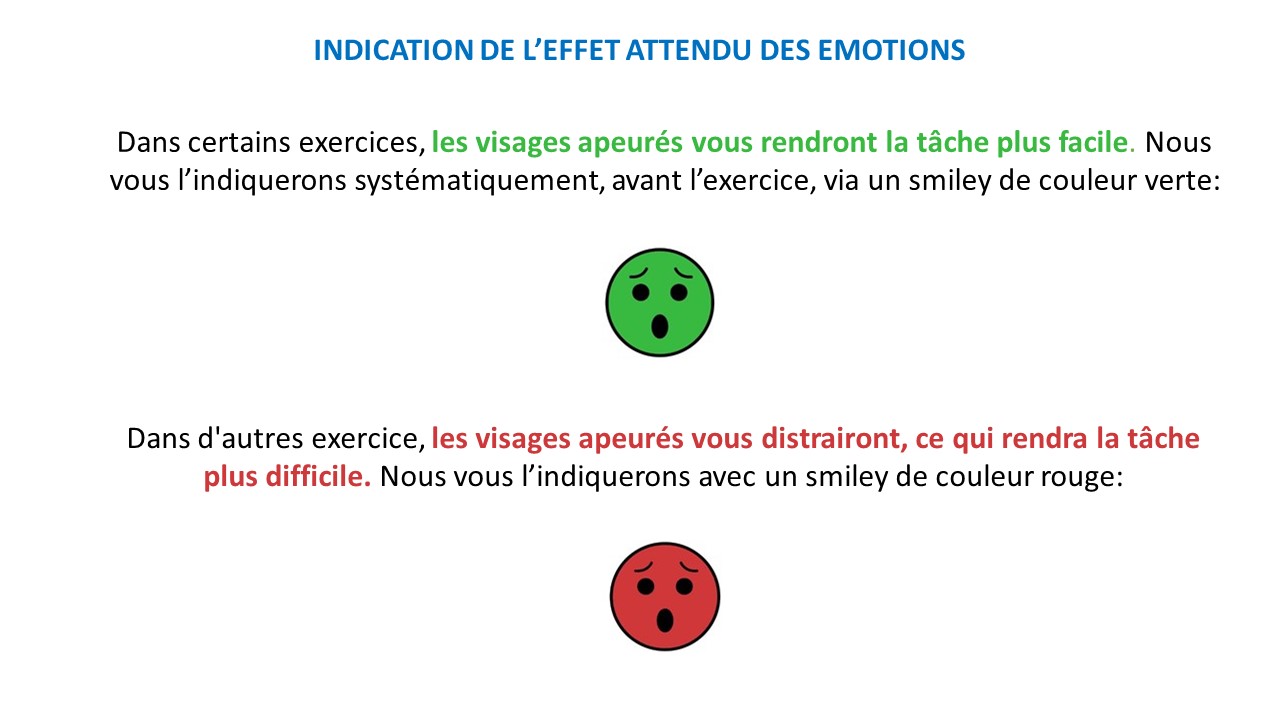 INDICATION DE L’EFFET ATTENDU DES EMOTIONS
Dans certains exercices, les visages apeurés vous rendront la tâche plus facile. Nous
vous l’indiquerons systématiquement, avant l’exercice, via un smiley de couleur verte:
Dans d'autres exercice, les visages apeurés vous distrairont, ce qui rendra la tâche
plus difficile. Nous vous l’indiquerons avec un smiley de couleur rouge: